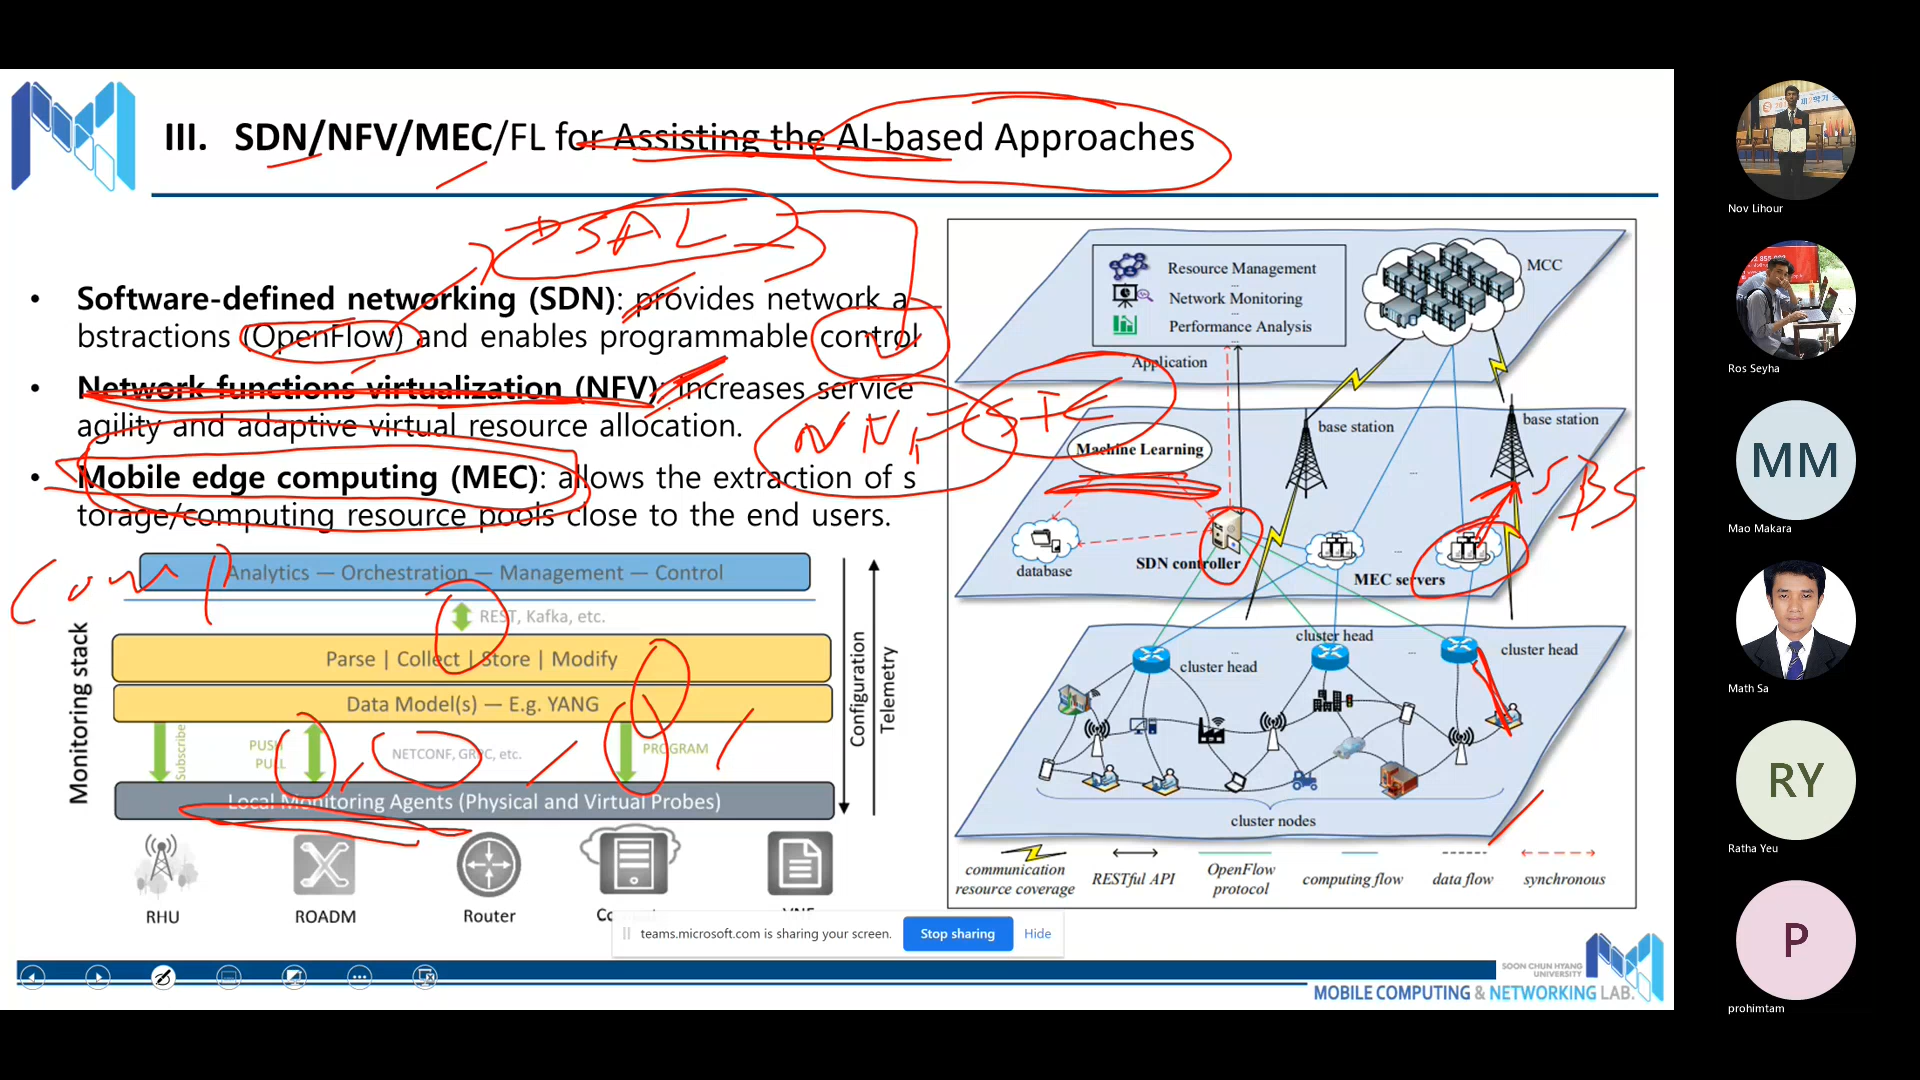 III. SDN/NFV/MEC/FL for Assisting the AI-based Approaches
SAL
• Software-defined networking (SDN): provides network a
bstractions (OpenFlow) and enables programmable control
• Network functions virtualization (NFV): increases service
agility and adaptive virtual resource allocation.
• Mobile edge computing (MEC): allows the extraction of s
torage/computing resource pools close to the end users.
Analytics — Orchestration — Management — Control
REST, Kafka, etc.
Parse | Collect | Store | Modify
Data Model(s) — E.g. YANG
Subscribe
PUSH
PULL
NETCONF, GRPC, etc.
PROGRAM
Local Monitoring Agents (Physical and Virtual Probes)
Monitoring stack
Configuration
Telemetry
RHU
ROADM
Router
Resource Management
...
Network Monitoring
...
Performance Analysis
...
Application
MCC
base station
base station
SBS
Machine Learning
...
database
SDN controller
MEC servers
...
cluster head
cluster head
cluster head
...
...
cluster nodes
communication
resource coverage
RESTful API
OpenFlow
protocol
computing flow
data flow
synchronous
teams.microsoft.com is sharing your screen.
Stop sharing
Hide
SOON CHUN HYANG
UNIVERSITY
MOBILE COMPUTING & NETWORKING LAB.
Nov Lihour
Ros Seyha
MM
Mao Makara
Math Sa
RY
Ratha Yeu
P
prohimtam